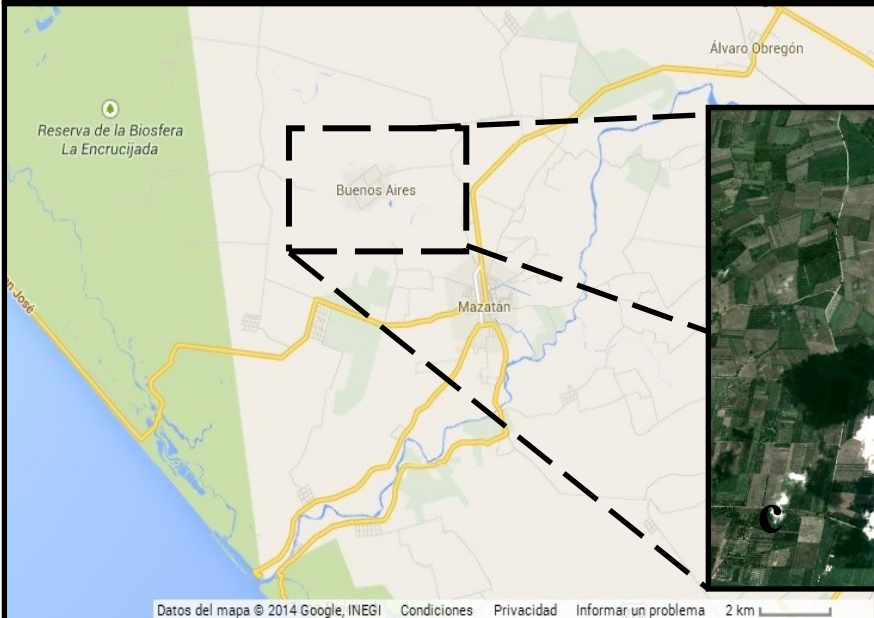 Álvaro Obregón
Reserva de la Biosfera
La Encrucijada
Buenos Aires
Mazatán
José
c
Datos del mapa © 2014 Google, INEGI Condiciones Privacidad Informar un problema 2 km